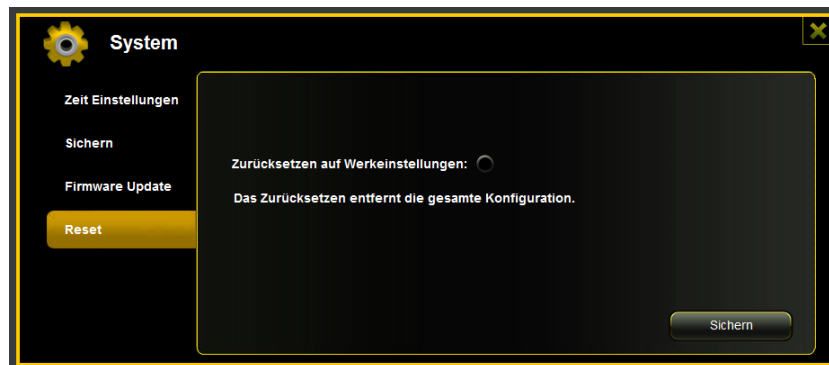 System
Zeit Einstellungen
Sichern
Firmware Update
Reset
Zurücksetzen auf Werkeinstellungen:
Das Zurücksetzen entfernt die gesamte Konfiguration.
Sichern